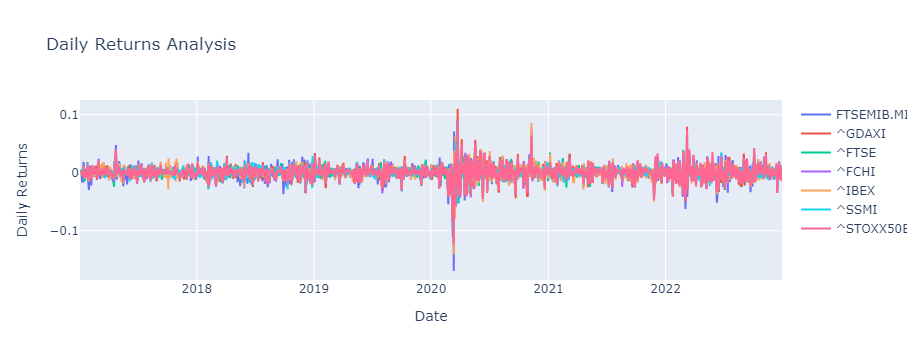 Daily Returns Analysis
0.1
0
−0.1
Daily Returns
2018
2019
2020
2021
2022
Date
FTSEMIB.MI
^GDAXI
^FTSE
^FCHI
^IBEX
^SSMI
^STOXX50E